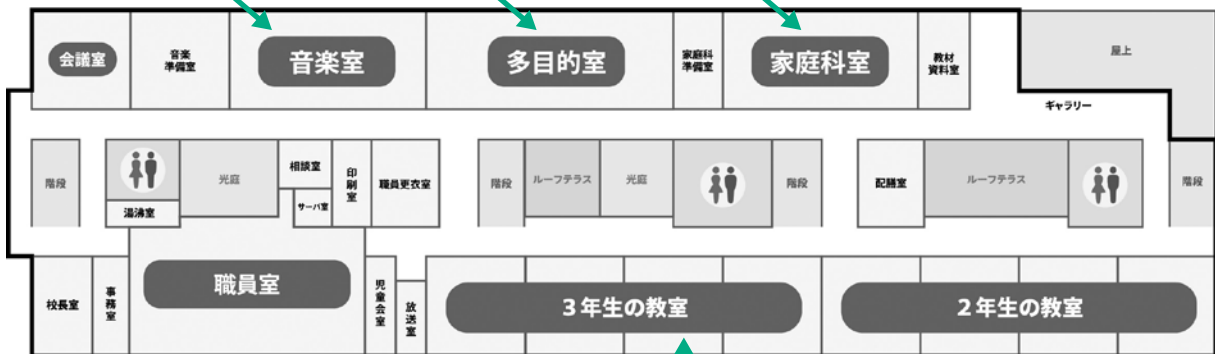 会議室
音楽
準備室
音楽室
多目的室
家庭科
準備室
家庭科室
教材
資料室
屋上
ギャラリー
階段
光庭
相談室
印刷室
職員更衣室
階段
ルーフテラス
光庭
階段
配膳室
ルーフテラス
階段
湯沸室
サーバ室
校長室
事務室
職員室
児童会室
放送室
3年生の教室
2年生の教室